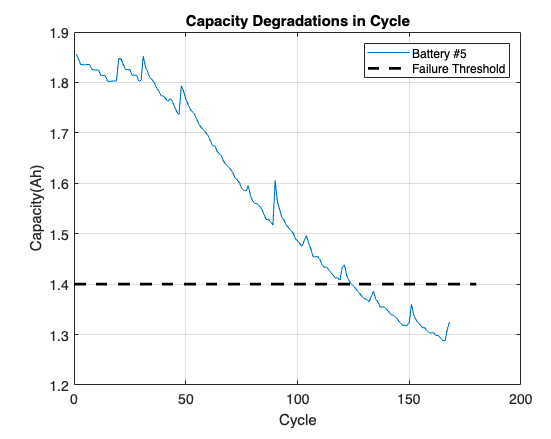 Capacity Degradations in Cycle
Battery #5
Failure Threshold
Capacity(Ah)
1.9
1.8
1.7
1.6
1.5
1.4
1.3
1.2
0
50
100
150
200
Cycle